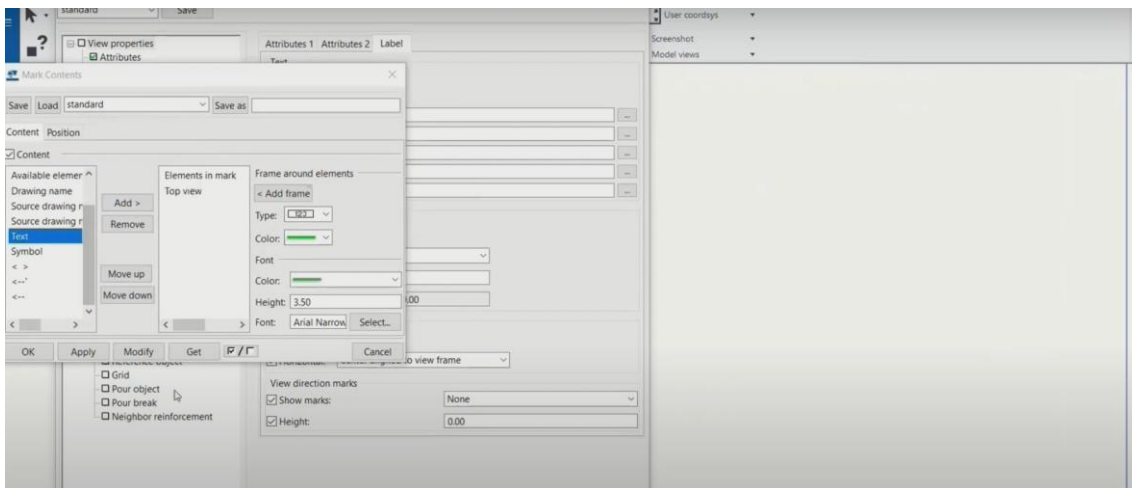 standard
Save
User coordsys
Screenshot
Model views
?
View properties
Attributes
Attributes 1 Attributes 2 Label
Text
Mark Contents
Save Load standard Save as
Content Position
Content
Available elemer
Drawing name
Source drawing r
Source drawing r
Text
Symbol
< >
<--'
<--
Add >
Remove
Move up
Move down
Elements in mark
Top view
Frame around elements
< Add frame
Type: 123
Color:
Font
Color:
Height: 3.50
Font: Arial Narrow Select...
.00
OK Apply Modify Get Cancel
to view frame
Grid
Pour object
Pour break
Neighbor reinforcement
View direction marks
Show marks: None
Height: 0.00